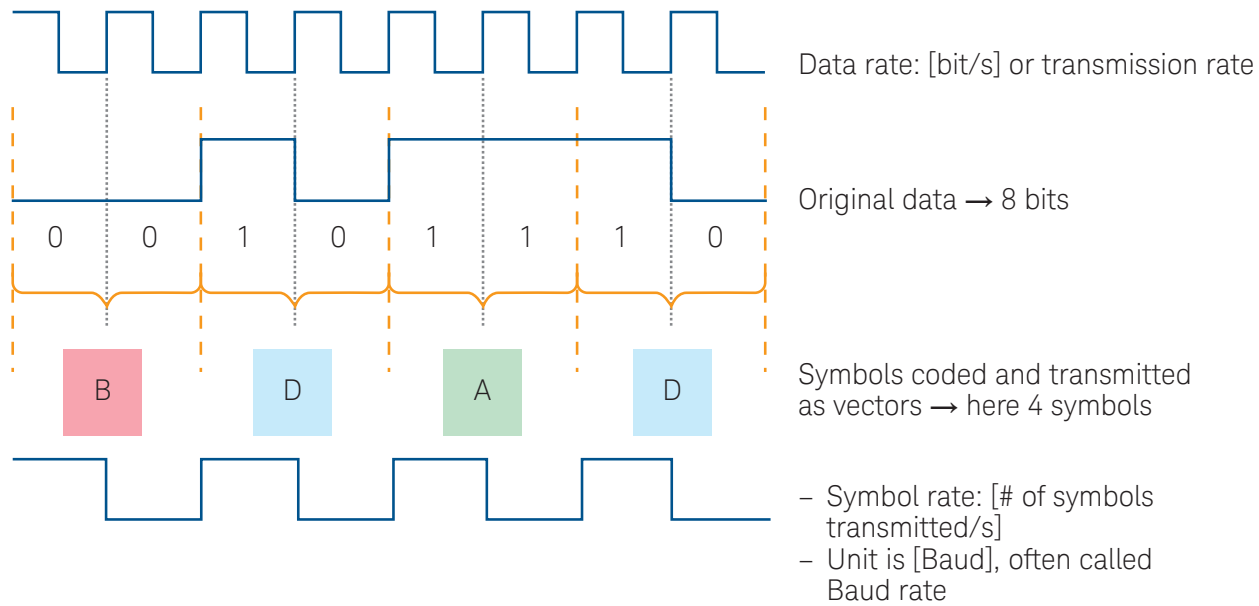 Data rate: [bit/s] or transmission rate
Original data → 8 bits
0 0 1 0 1 1 1 0
B D A D
Symbols coded and transmitted
as vectors → here 4 symbols
– Symbol rate: [# of symbols
transmitted/s]
– Unit is [Baud], often called
Baud rate